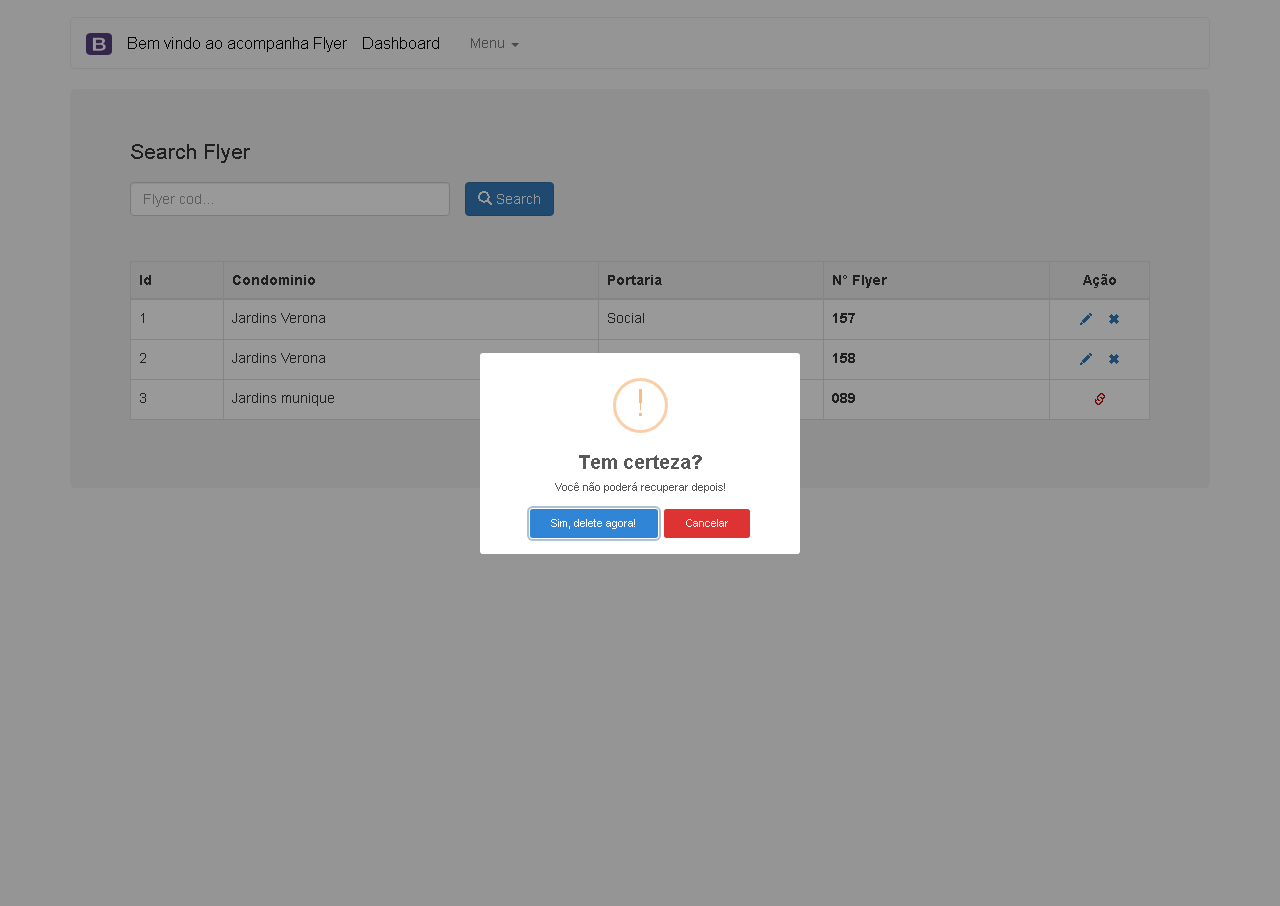 B Bem vindo ao acompanha Flyer Dashboard Menu
Search Flyer
Flyer cod...
Search
Id Condominio Portaria N° Flyer Ação
1 Jardins Verona Social 157
2 Jardins Verona 158
3 Jardins munique 089
!
Tem certeza?
Você não poderá recuperar depois!
Sim, delete agora! Cancelar